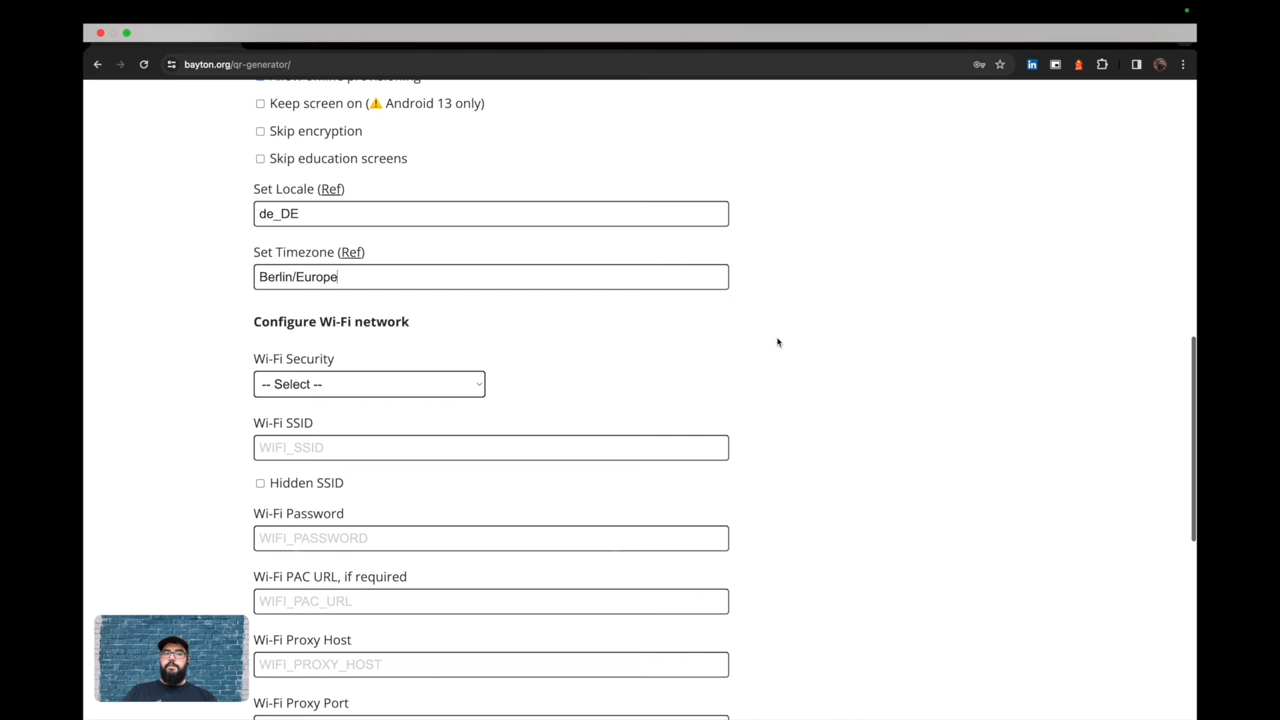 bayton.org/qr-generator/
Allow online provisioning
Keep screen on (⚠ Android 13 only)
Skip encryption
Skip education screens
Set Locale (Ref)
de_DE
Set Timezone (Ref)
Berlin/Europe
Configure Wi-Fi network
Wi-Fi Security
-- Select --
Wi-Fi SSID
WIFI_SSID
Hidden SSID
Wi-Fi Password
WIFI_PASSWORD
Wi-Fi PAC URL, if required
WIFI_PAC_URL
Wi-Fi Proxy Host
WIFI_PROXY_HOST
Wi-Fi Proxy Port